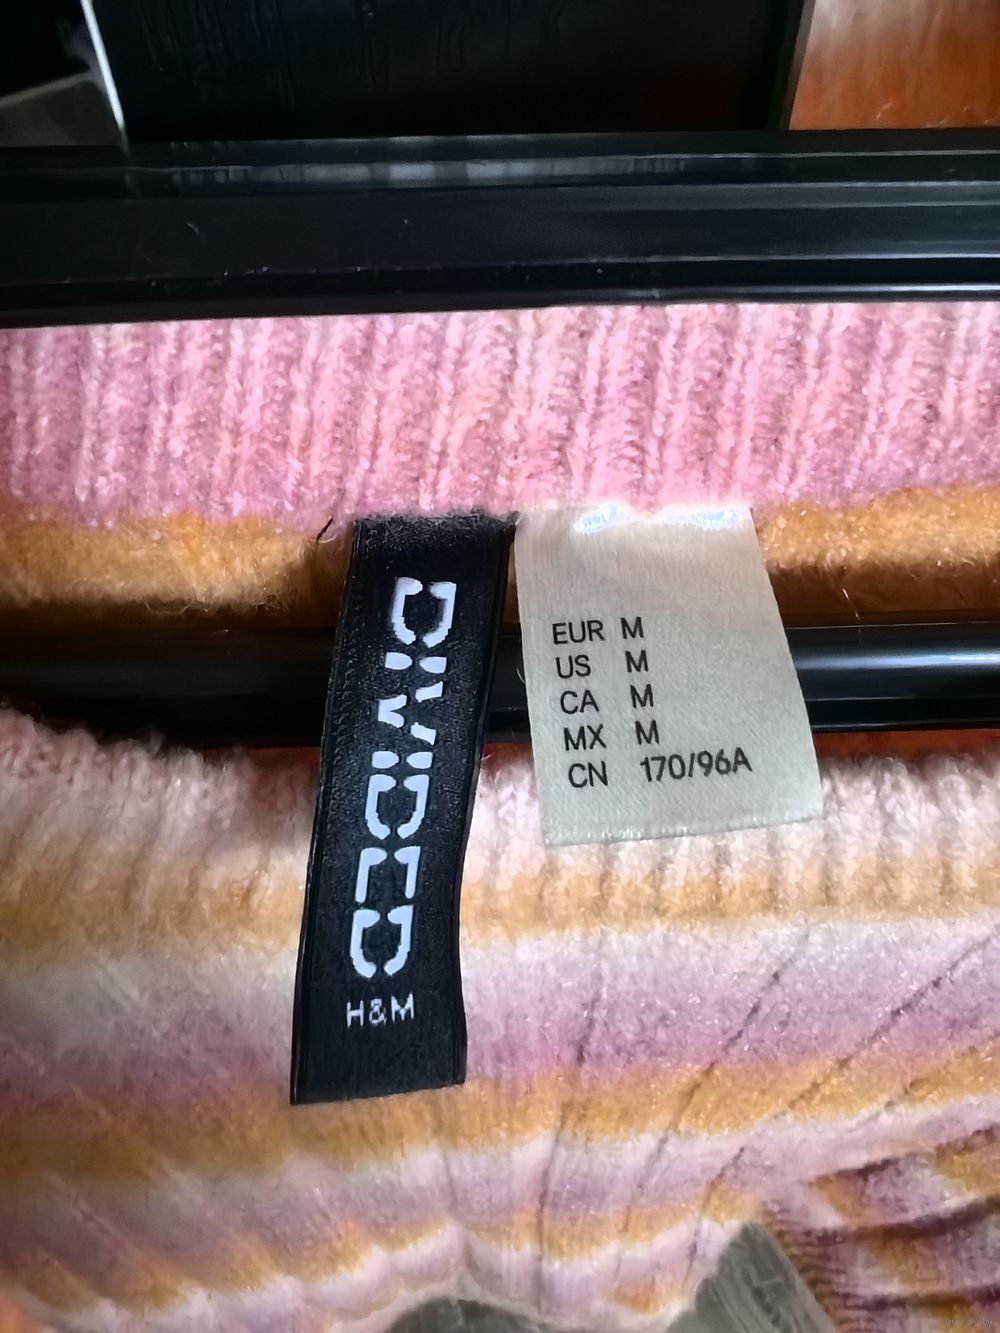 DIVIDED
H&M
EUR M
US M
CA M
MX M
CN 170/96A